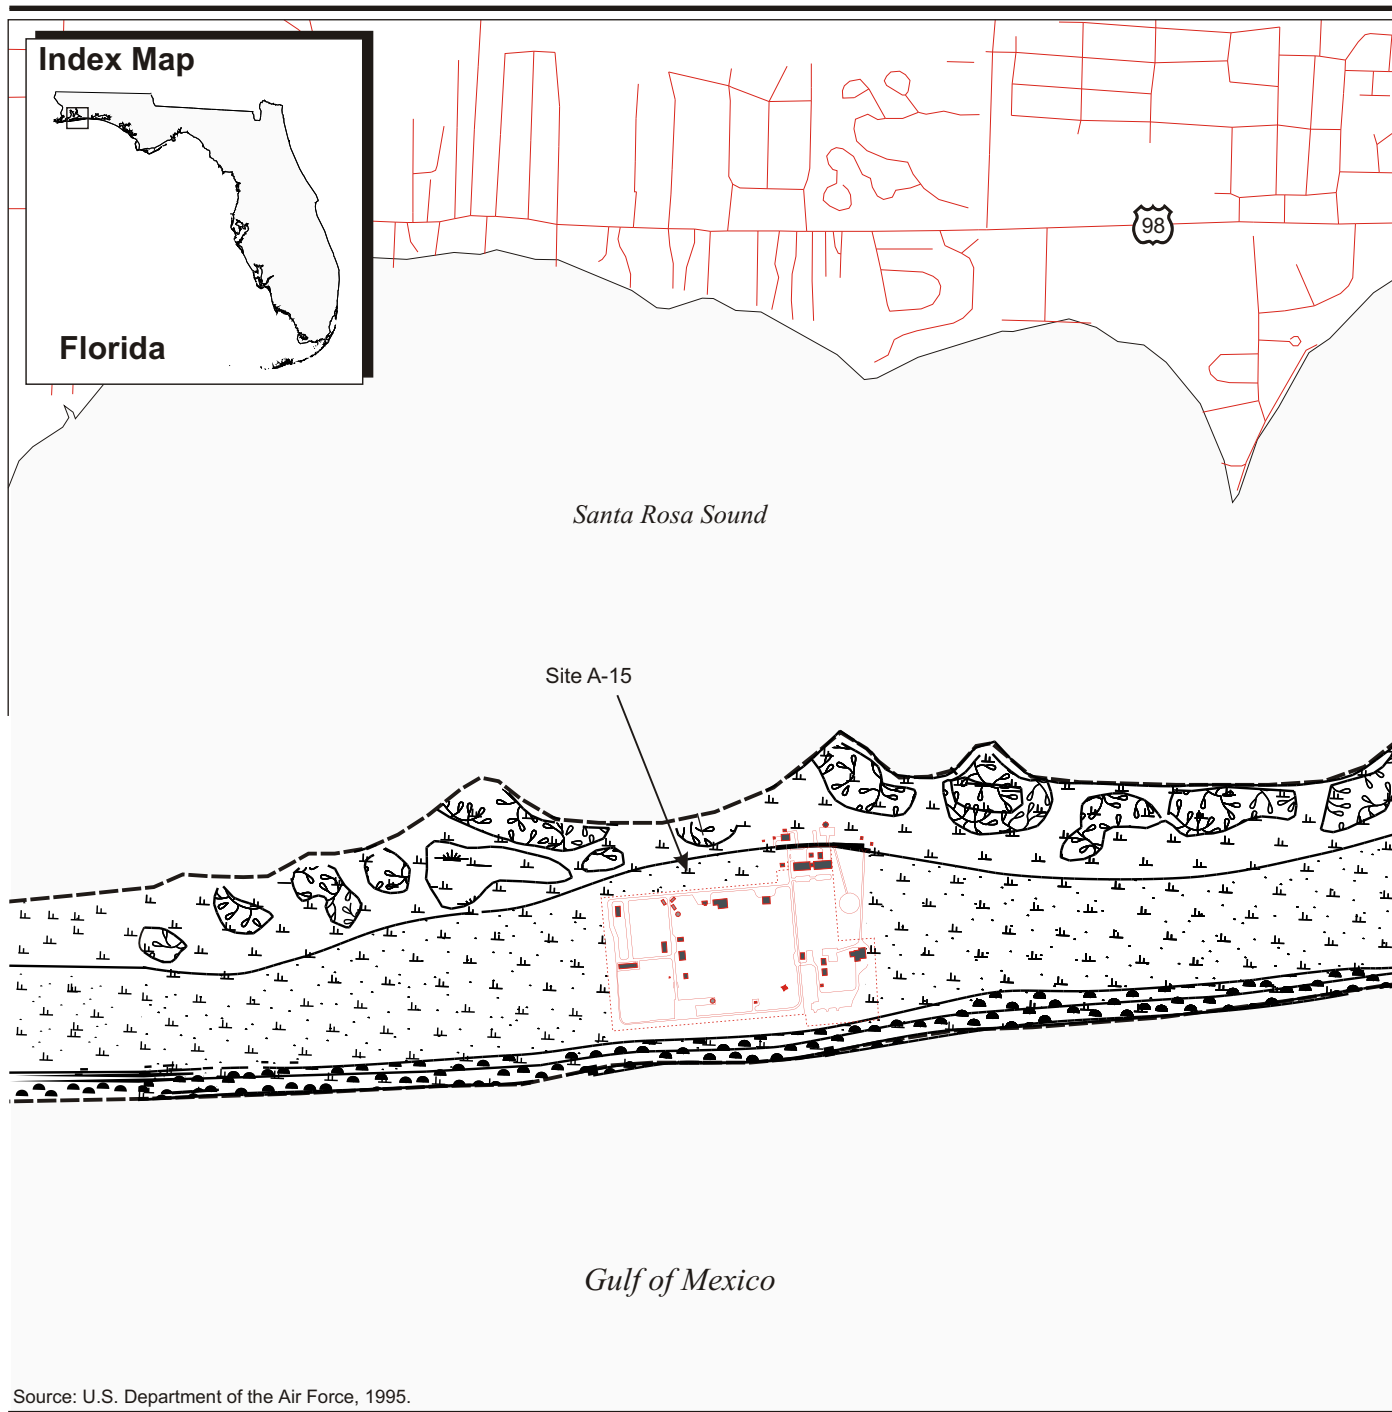 Index Map
Florida
98
Santa Rosa Sound
Site A-15
Gulf of Mexico
Source: U.S. Department of the Air Force, 1995.